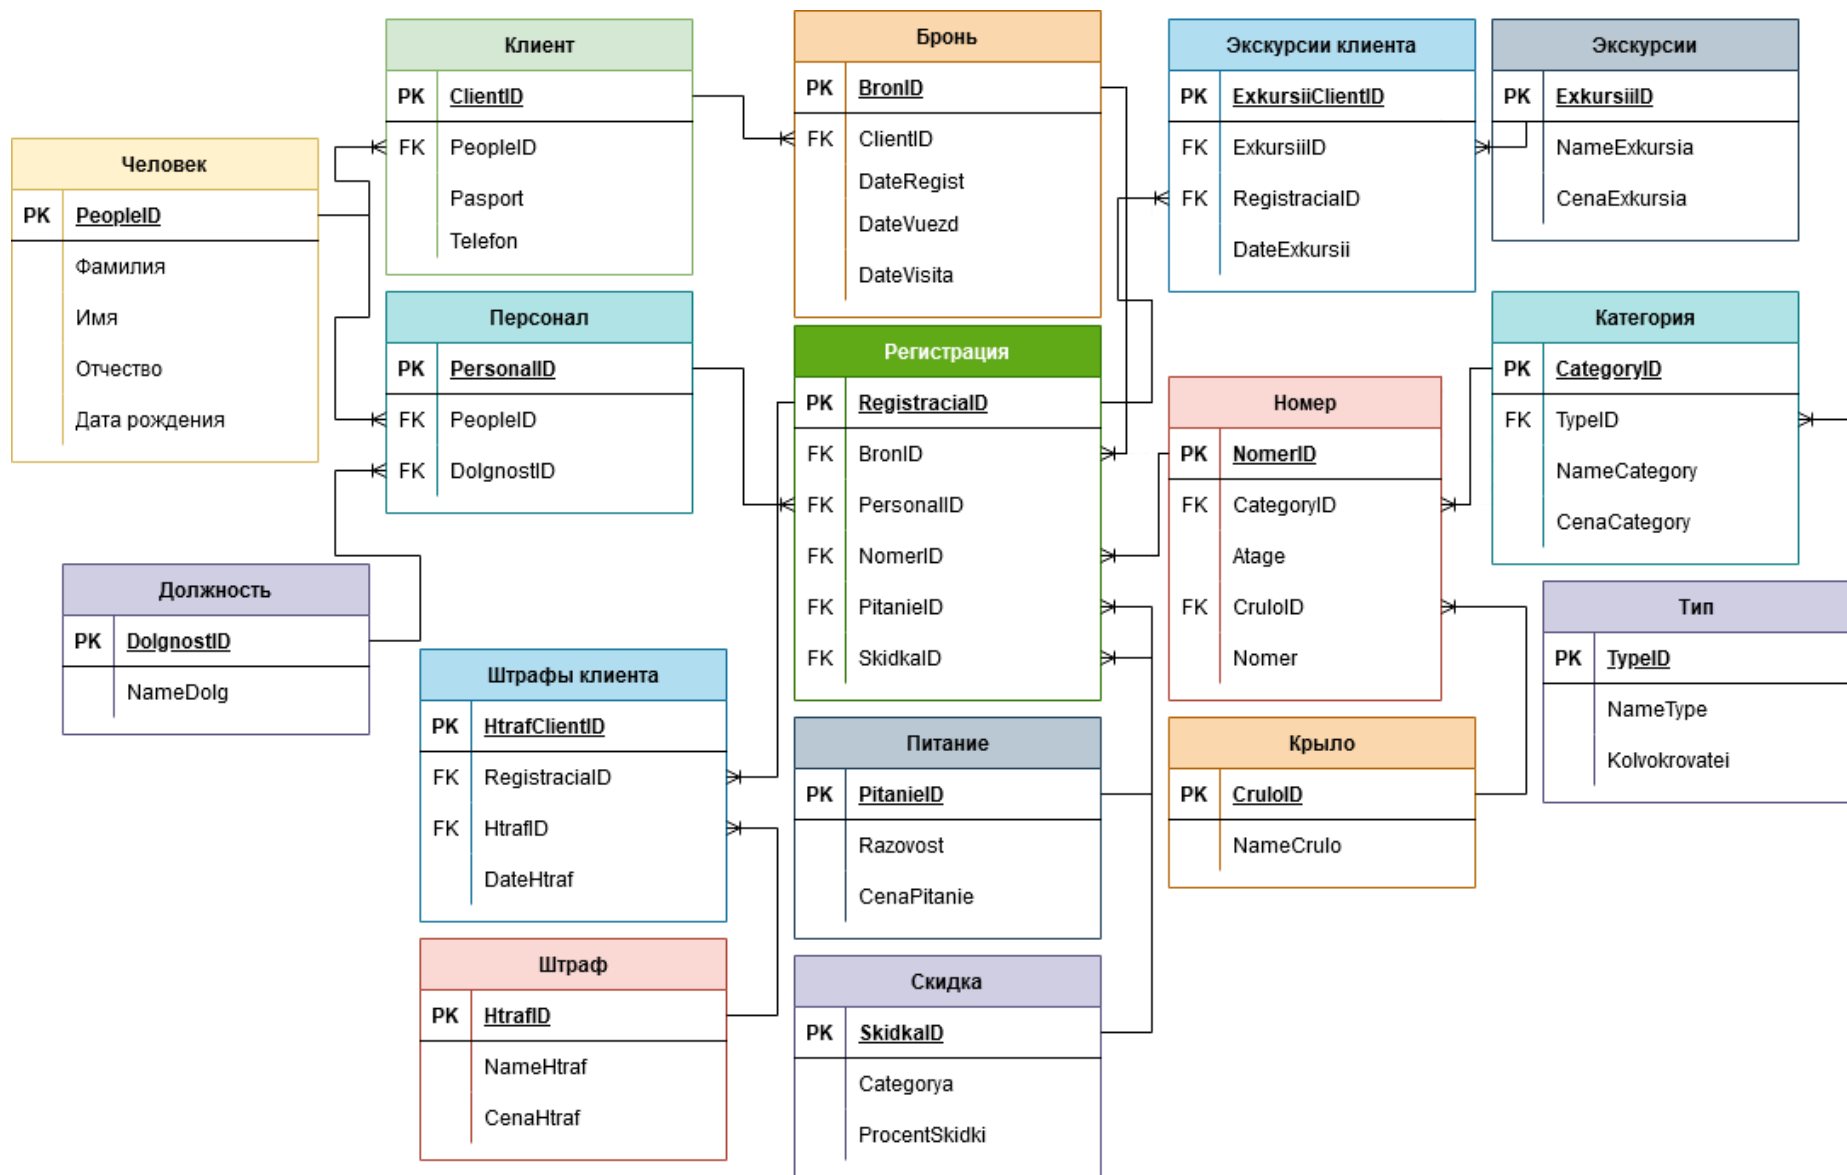 Человек
PK PeopleID
Фамилия
Имя
Отчество
Дата рождения
Клиент
PK ClientID
FK PeopleID
Pasport
Telefon
Персонал
PK PersonalID
FK PeopleID
FK DolgnostID
Должность
PK DolgnostID
NameDolg
Штрафы клиента
PK HtrafClientID
FK RegistraciaID
FK HtrafID
DateHtraf
Штраф
PK HtrafID
NameHtraf
CenaHtraf
Бронь
PK BronID
FK ClientID
DateRegist
DateVuezd
DateVisita
Регистрация
PK RegistraciaID
FK BronID
FK PersonalID
FK NomerID
FK PitanieID
FK SkidkaID
Питание
PK PitanieID
Razovost
CenaPitanie
Скидка
PK SkidkaID
Categorya
ProcentSkidki
Экскурсии клиента
PK ExkursiiClientID
FK ExkursiiID
FK RegistraciaID
DateExkursii
Номер
PK NomerID
FK CategoryID
Atage
FK CruloID
Nomer
Крыло
PK CruloID
NameCrulo
Экскурсии
PK ExkursiiID
NameExkursia
CenaExkursia
Категория
PK CategoryID
FK TypeID
NameCategory
CenaCategory
Тип
PK TypeID
NameType
Kolvokrovatei